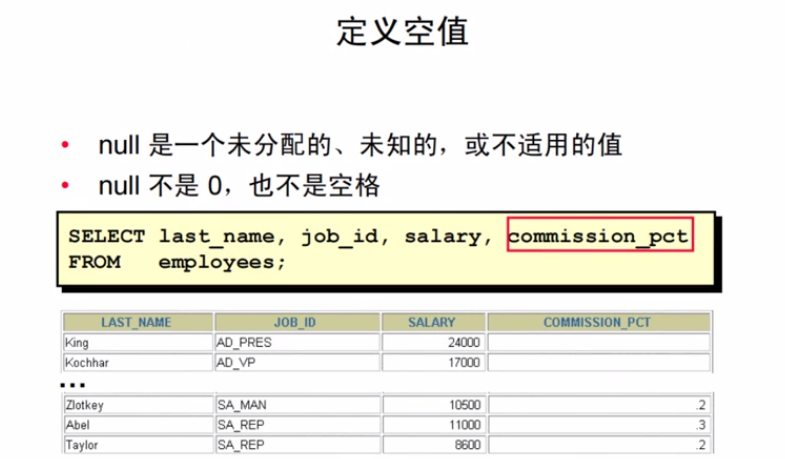 定义空值
• null 是一个未分配的、未知的，或不适用的值
• null 不是 0，也不是空格
SELECT last_name, job_id, salary, commission_pct
FROM employees;
LAST_NAME JOB_ID SALARY COMMISSION_PCT
King AD_PRES 24000
Kochhar AD_VP 17000
...
Zlotkey SA_MAN 10500 .2
Abel SA_REP 11000 .3
Taylor SA_REP 8600 .2